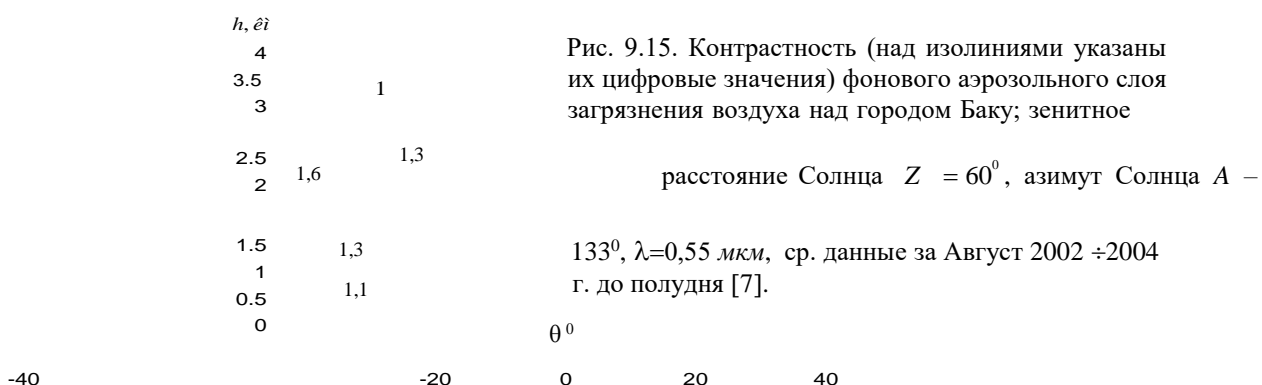 h, êì
4
3.5
1
3
2.5
1,3
1,6
2
1.5
1,3
1
1,1
0.5
0
θ⁰
-40 -20 0 20 40
Рис. 9.15. Контрастность (над изолиниями указаны
их цифровые значения) фонового аэрозольного слоя
загрязнения воздуха над городом Баку; зенитное
расстояние Солнца Z = 60⁰, азимут Солнца A –
133⁰, λ=0,55 мкм, ср. данные за Август 2002 ÷2004
г. до полудня [7].